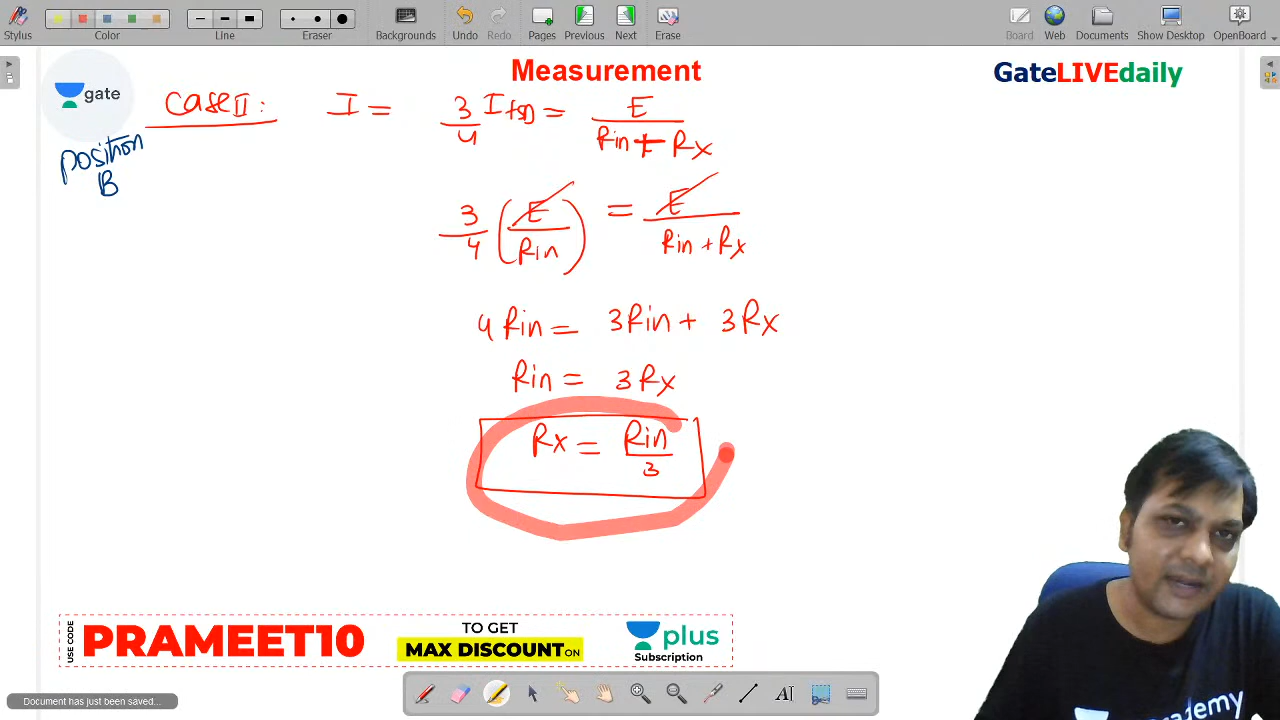 Stylus Color Line Eraser Backgrounds Undo Redo Pages Previous Next Erase Board Web Documents Show Desktop OpenBoard
Measurement
GateLIVEdaily
gate
Case II:
I = 3/4 Ifsd = E/(Rin + Rx)
position
B
3/4 (E/Rin) = E/(Rin + Rx)
4 Rin = 3Rin + 3Rx
Rin = 3Rx
Rx = Rin/3
USE CODE
PRAMEET10
TO GET
MAX DISCOUNT ON
plus
Subscription
Document has just been saved...